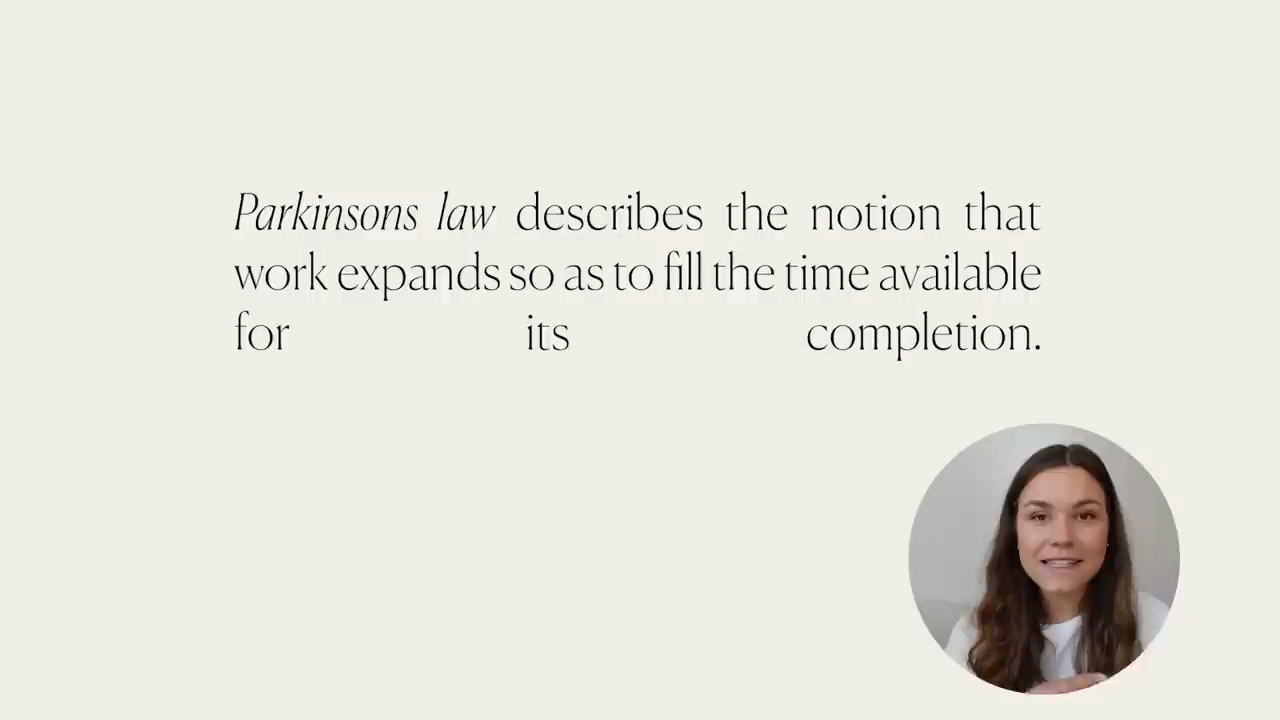 Parkinsons law describes the notion that
work expands so as to fill the time available
for its completion.